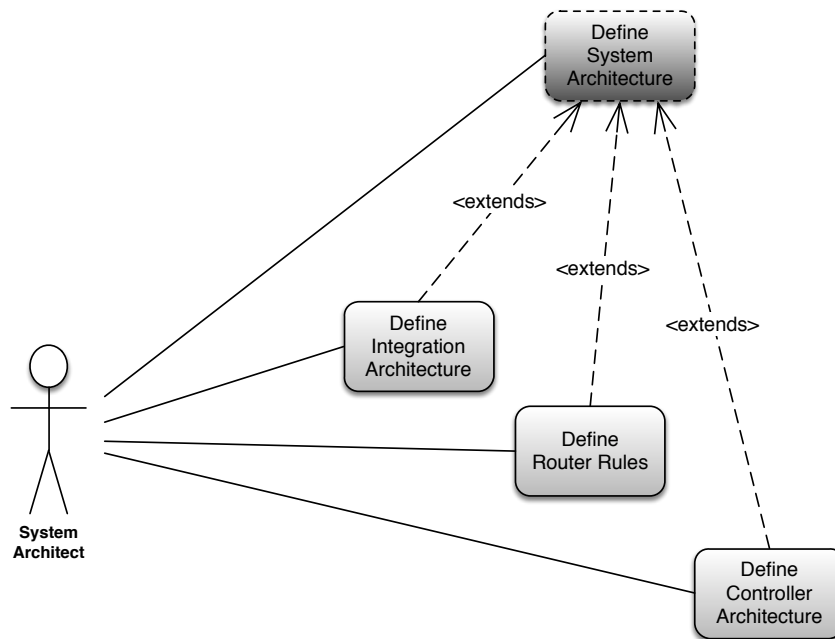 Define
System
Architecture
<extends>
<extends>
<extends>
Define
Integration
Architecture
Define
Router Rules
System
Architect
Define
Controller
Architecture